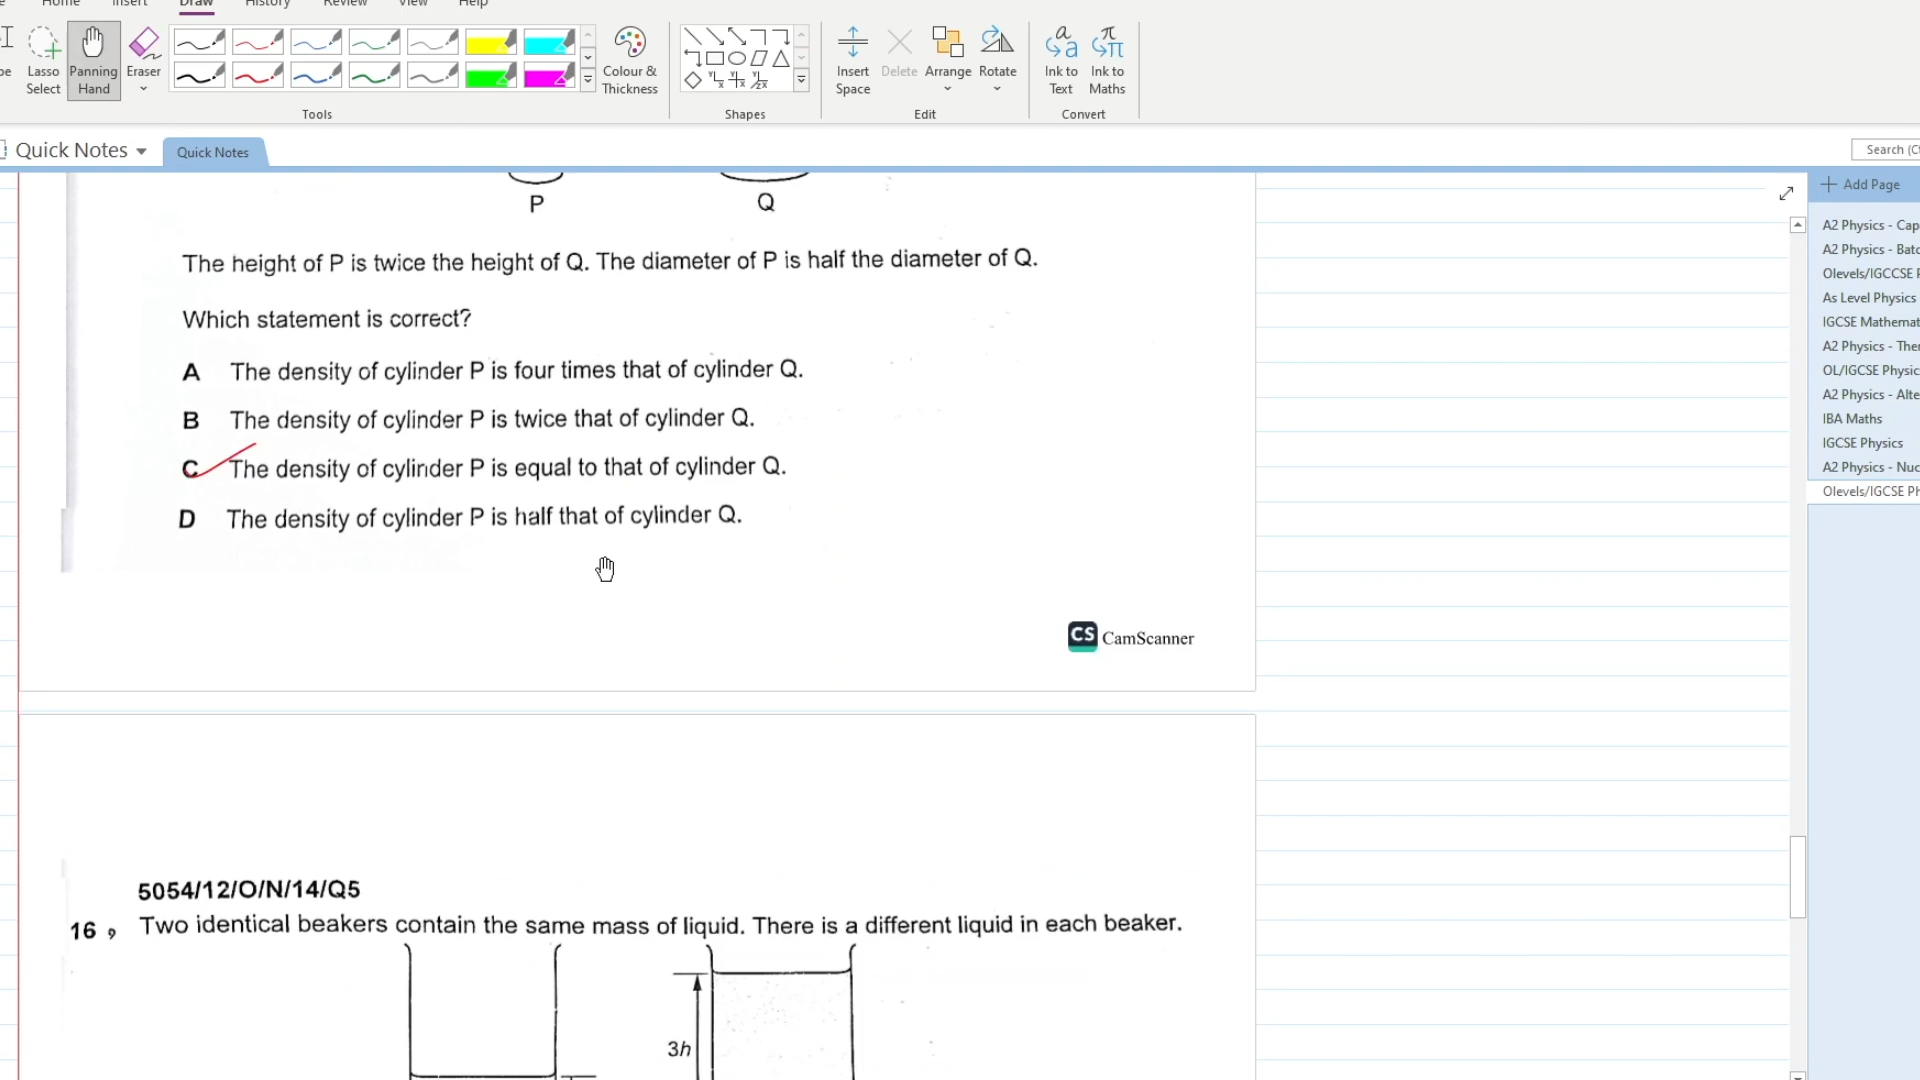 Home Insert Draw History Review View Help
Lasso Select
Panning Hand
Eraser
Colour & Thickness
Insert Space
Delete
Arrange
Rotate
Ink to Text
Ink to Maths
Tools
Shapes
Edit
Convert
Quick Notes
Quick Notes
Search (Ct
Add Page
A2 Physics - Cap
A2 Physics - Batc
Olevels/IGCCSE P
As Level Physics
IGCSE Mathemat
A2 Physics - Ther
OL/IGCSE Physic
A2 Physics - Alte
IBA Maths
IGCSE Physics
A2 Physics - Nuc
Olevels/IGCSE Ph
P Q
The height of P is twice the height of Q. The diameter of P is half the diameter of Q.
Which statement is correct?
A The density of cylinder P is four times that of cylinder Q.
B The density of cylinder P is twice that of cylinder Q.
C The density of cylinder P is equal to that of cylinder Q.
D The density of cylinder P is half that of cylinder Q.
CS CamScanner
5054/12/O/N/14/Q5
16 , Two identical beakers contain the same mass of liquid. There is a different liquid in each beaker.
3h